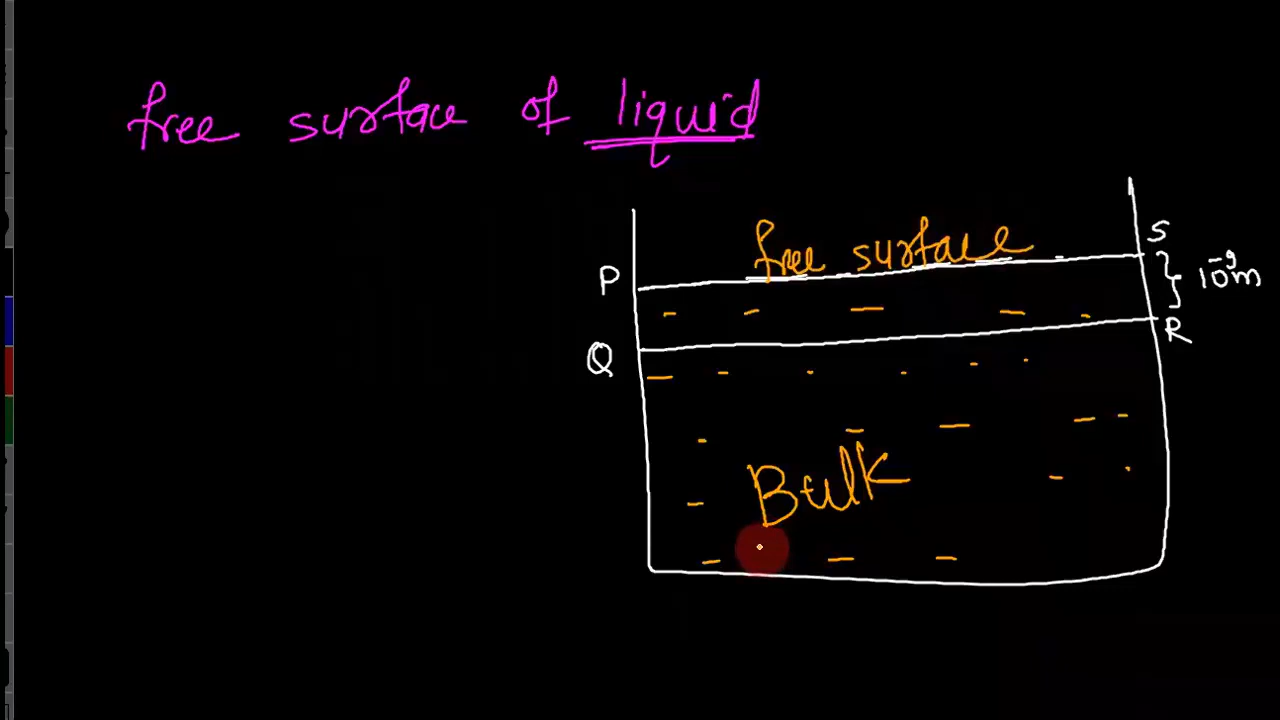 free surface of liquid
free surface
S
P
10⁻⁹m
R
Q
Bulk